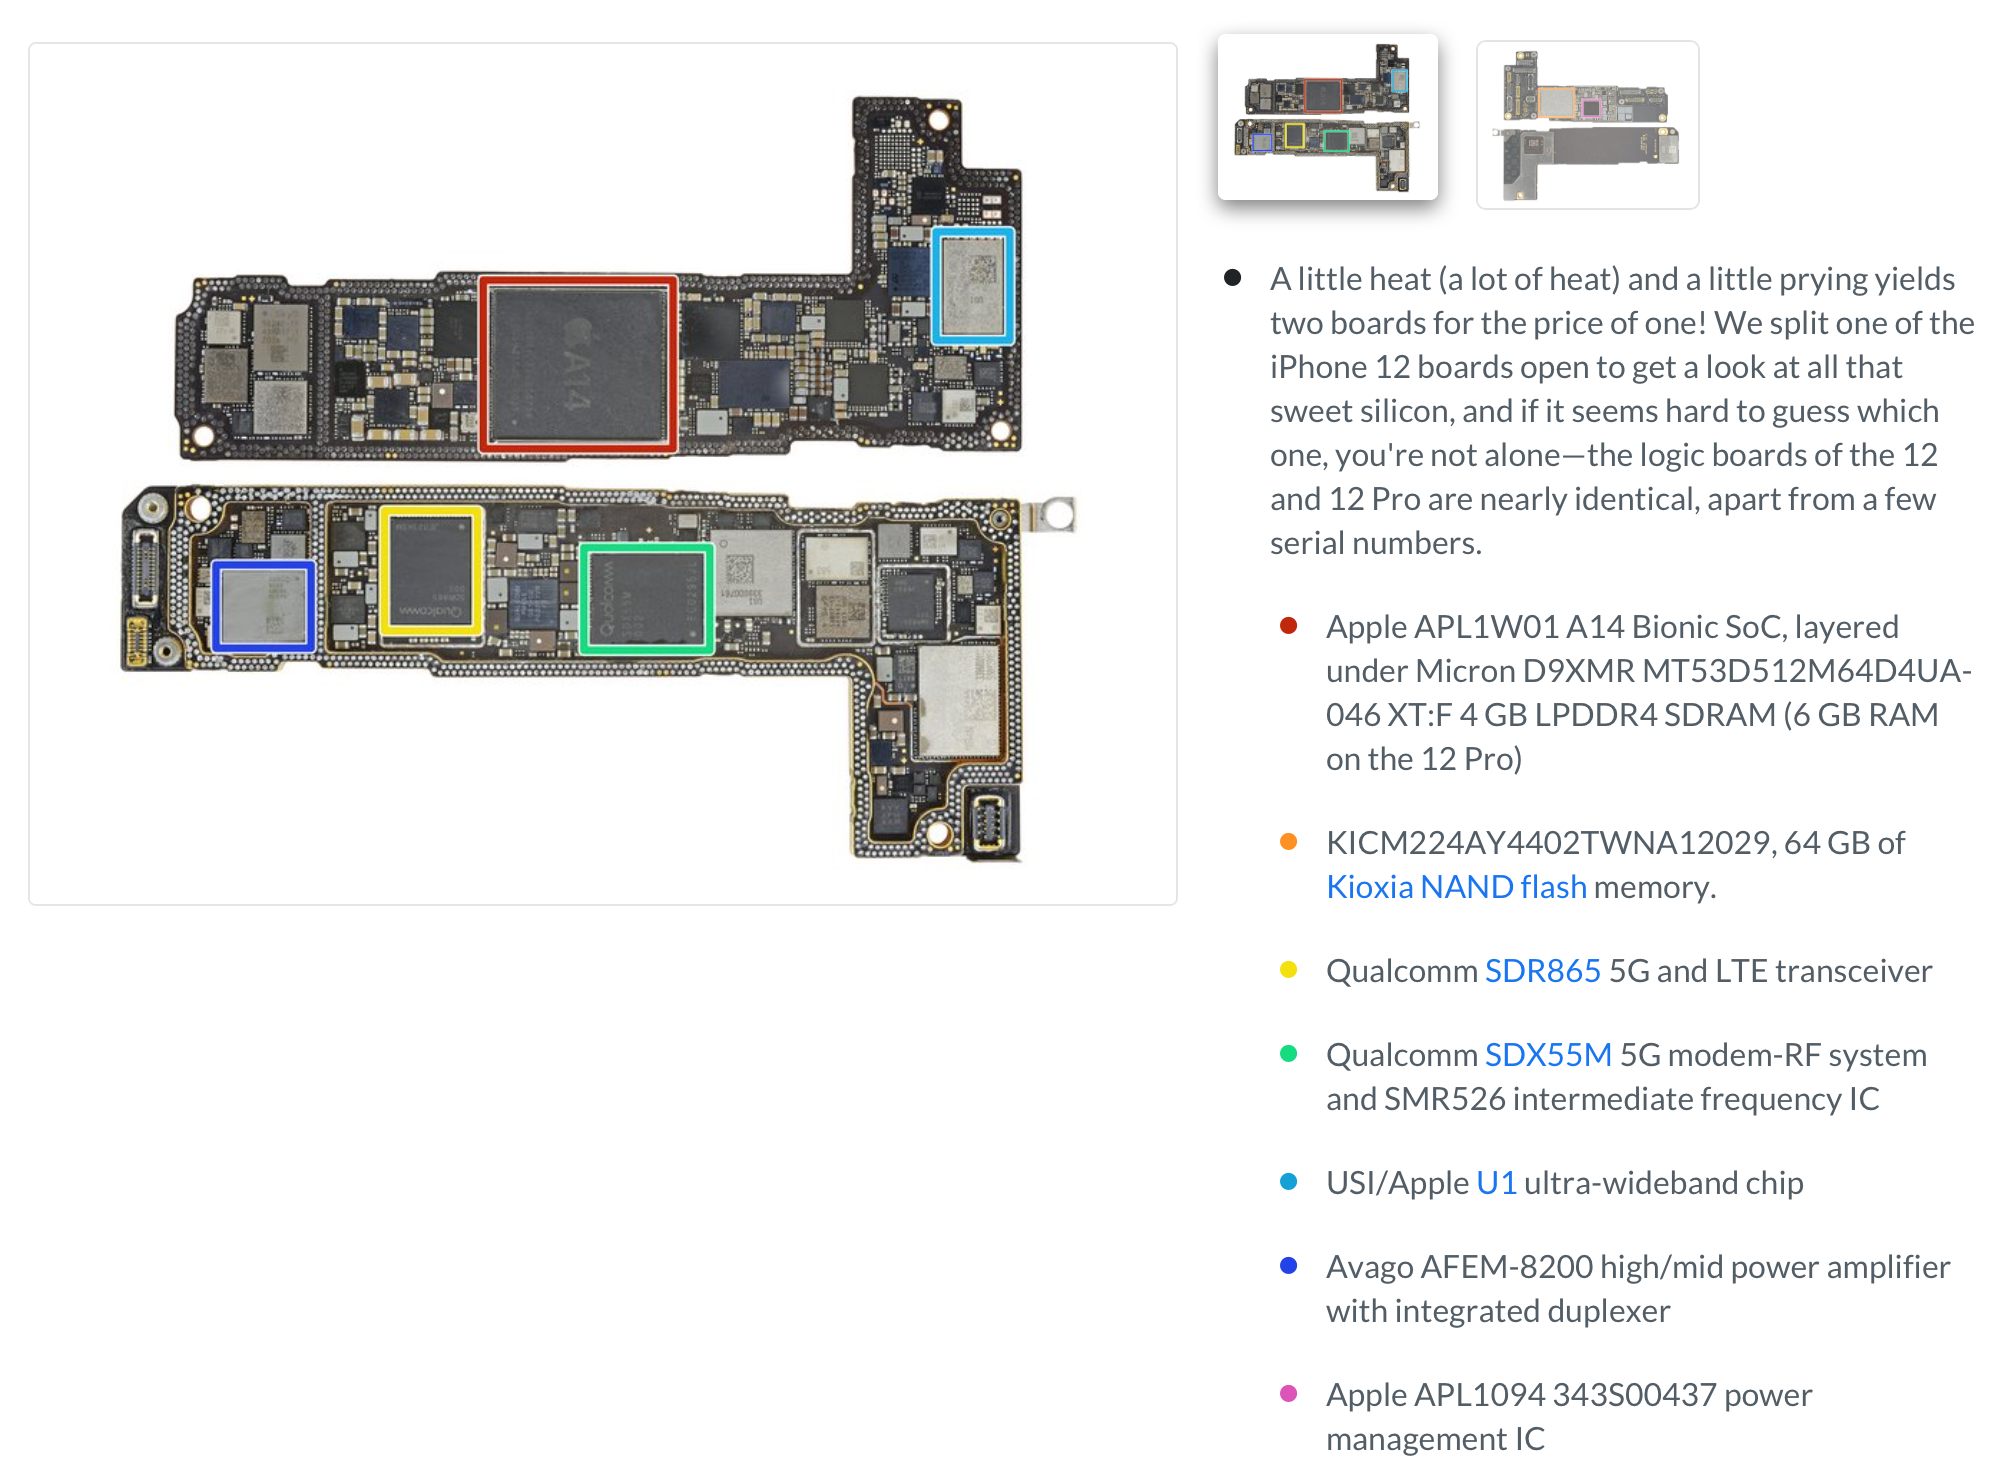 A14
Qualcomm
Qualcomm
A little heat (a lot of heat) and a little prying yields
two boards for the price of one! We split one of the
iPhone 12 boards open to get a look at all that
sweet silicon, and if it seems hard to guess which
one, you're not alone—the logic boards of the 12
and 12 Pro are nearly identical, apart from a few
serial numbers.
Apple APL1W01 A14 Bionic SoC, layered
under Micron D9XMR MT53D512M64D4UA-
046 XT:F 4 GB LPDDR4 SDRAM (6 GB RAM
on the 12 Pro)
KICM224AY4402TWNA12029, 64 GB of
Kioxia NAND flash memory.
Qualcomm SDR865 5G and LTE transceiver
Qualcomm SDX55M 5G modem-RF system
and SMR526 intermediate frequency IC
USI/Apple U1 ultra-wideband chip
Avago AFEM-8200 high/mid power amplifier
with integrated duplexer
Apple APL1094 343S00437 power
management IC